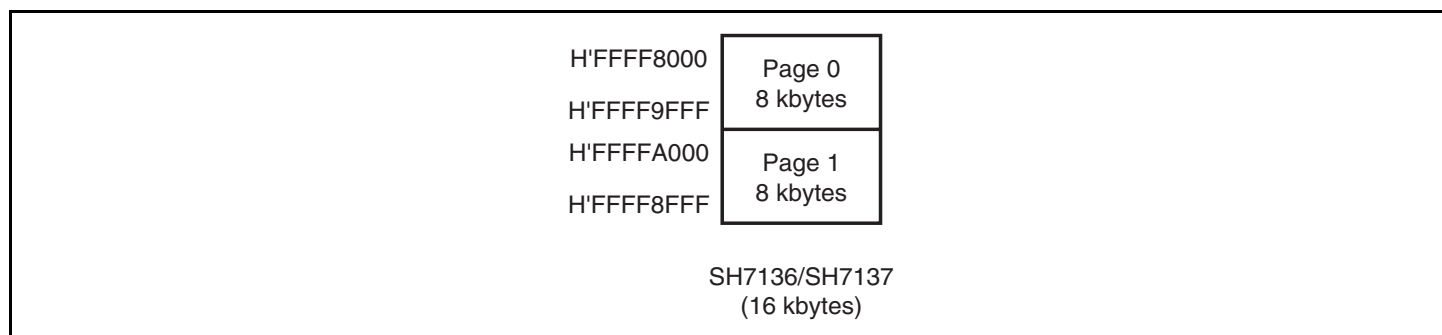 H'FFFF8000
Page 0
8 kbytes
H'FFFF9FFF
H'FFFFA000
Page 1
8 kbytes
H'FFFF8FFF
SH7136/SH7137
(16 kbytes)